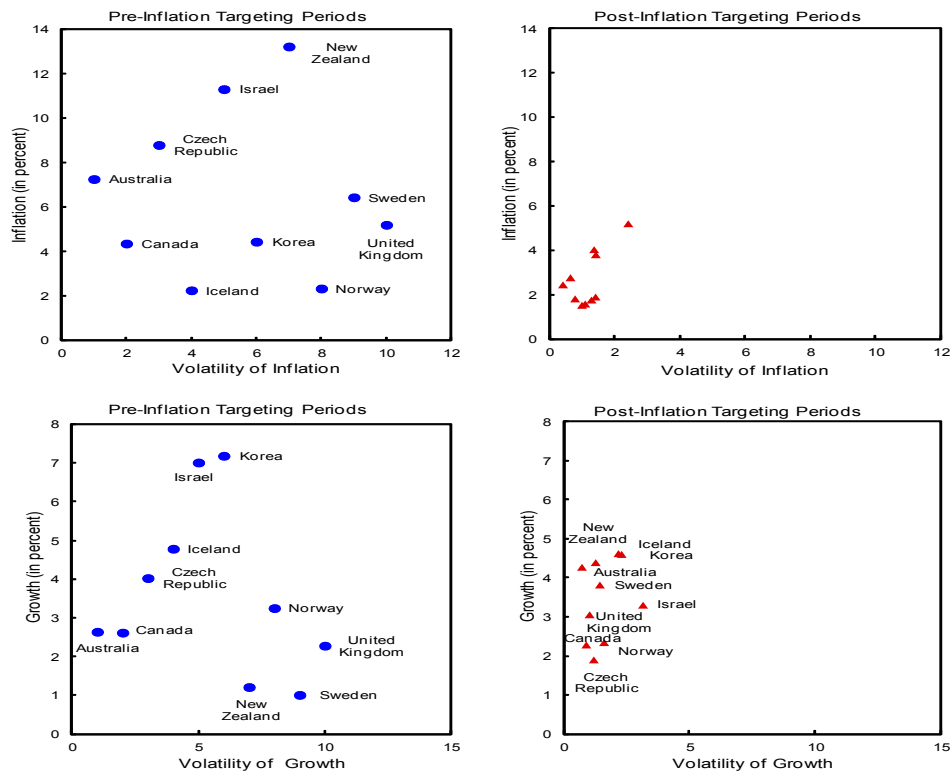 Pre-Inflation Targeting Periods
14
12
10
8
6
4
2
0
Inflation (in percent)
New
Zealand
Israel
Czech
Republic
Australia
Sweden
Canada
Korea
United
Kingdom
Iceland
Norway
0 2 4 6 8 10 12
Volatility of Inflation
Post-Inflation Targeting Periods
14
12
10
8
6
4
2
0
Inflation (in percent)
0 2 4 6 8 10 12
Volatility of Inflation
Pre-Inflation Targeting Periods
8
7
6
5
4
3
2
1
0
Growth (in percent)
Korea
Israel
Iceland
Czech
Republic
Norway
Canada
Australia
United
Kingdom
New
Zealand
Sweden
0 5 10 15
Volatility of Growth
Post-Inflation Targeting Periods
8
7
6
5
4
3
2
1
0
Growth (in percent)
New
Zealand
Iceland
Korea
Australia
Sweden
Israel
United
Kingdom
Canada
Norway
Czech
Republic
0 5 10 15
Volatility of Growth